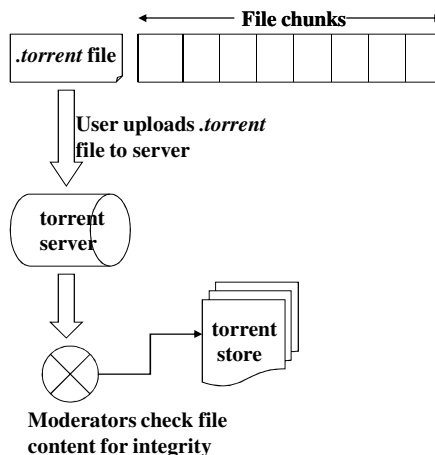 File chunks
.torrent file
User uploads .torrent
file to server
torrent
server
torrent
store
Moderators check file
content for integrity